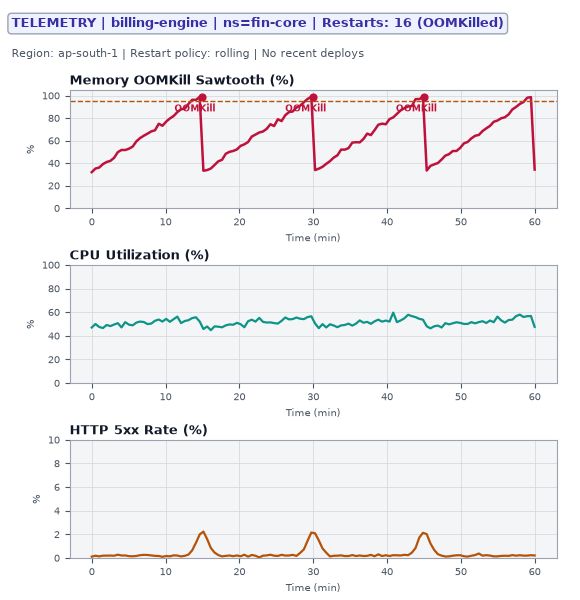 TELEMETRY | billing-engine | ns=fin-core | Restarts: 16 (OOMKilled)
Region: ap-south-1 | Restart policy: rolling | No recent deploys
Memory OOMKill Sawtooth (%)
100
80
60
40
20
0
%
OOMKill
OOMKill
OOMKill
0 10 20 30 40 50 60
Time (min)
CPU Utilization (%)
100
80
60
40
20
0
%
0 10 20 30 40 50 60
Time (min)
HTTP 5xx Rate (%)
10
8
6
4
2
0
%
0 10 20 30 40 50 60
Time (min)